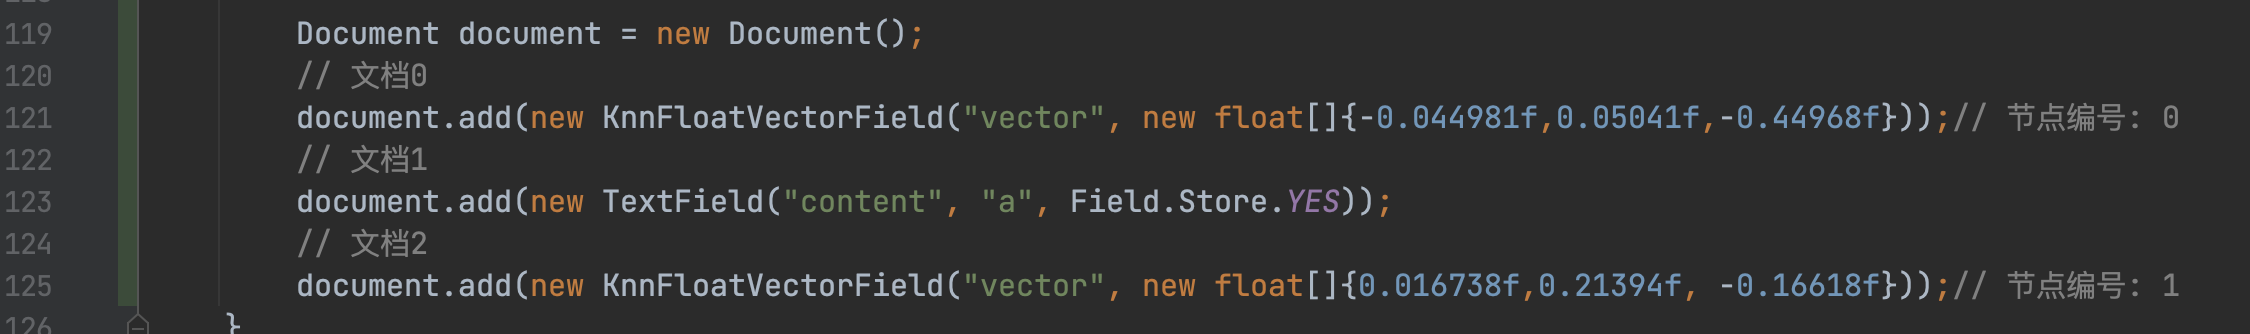 119 Document document = new Document();
120 // 文档0
121 document.add(new KnnFloatVectorField("vector", new float[]{-0.044981f,0.05041f,-0.44968f}));// 节点编号: 0
122 // 文档1
123 document.add(new TextField("content", "a", Field.Store.YES));
124 // 文档2
125 document.add(new KnnFloatVectorField("vector", new float[]{0.016738f,0.21394f, -0.16618f}));// 节点编号: 1
126 }